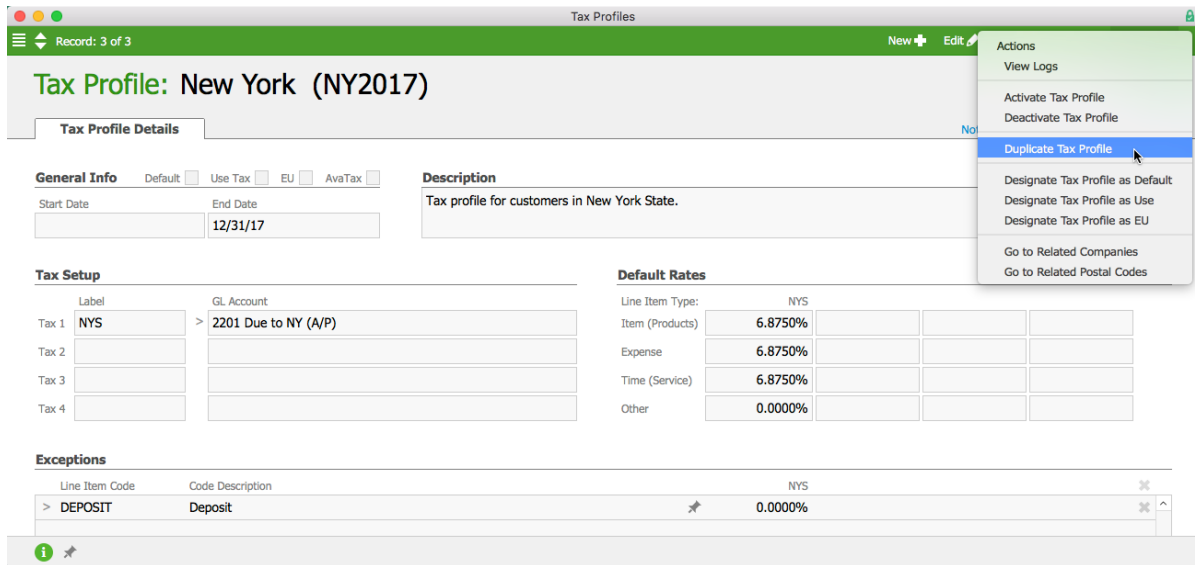 Tax Profiles
Record: 3 of 3
New Edit
Actions
View Logs
Activate Tax Profile
Deactivate Tax Profile
Duplicate Tax Profile
Designate Tax Profile as Default
Designate Tax Profile as Use
Designate Tax Profile as EU
Go to Related Companies
Go to Related Postal Codes
Tax Profile: New York (NY2017)
Tax Profile Details
General Info Default Use Tax EU AvaTax
Description
Start Date End Date
Tax profile for customers in New York State.
12/31/17
Tax Setup
Default Rates
Label GL Account
Line Item Type: NYS
Tax 1 NYS > 2201 Due to NY (A/P)
Item (Products) 6.8750%
Tax 2
Expense 6.8750%
Tax 3
Time (Service) 6.8750%
Tax 4
Other 0.0000%
Exceptions
Line Item Code Code Description NYS
> DEPOSIT Deposit 0.0000%